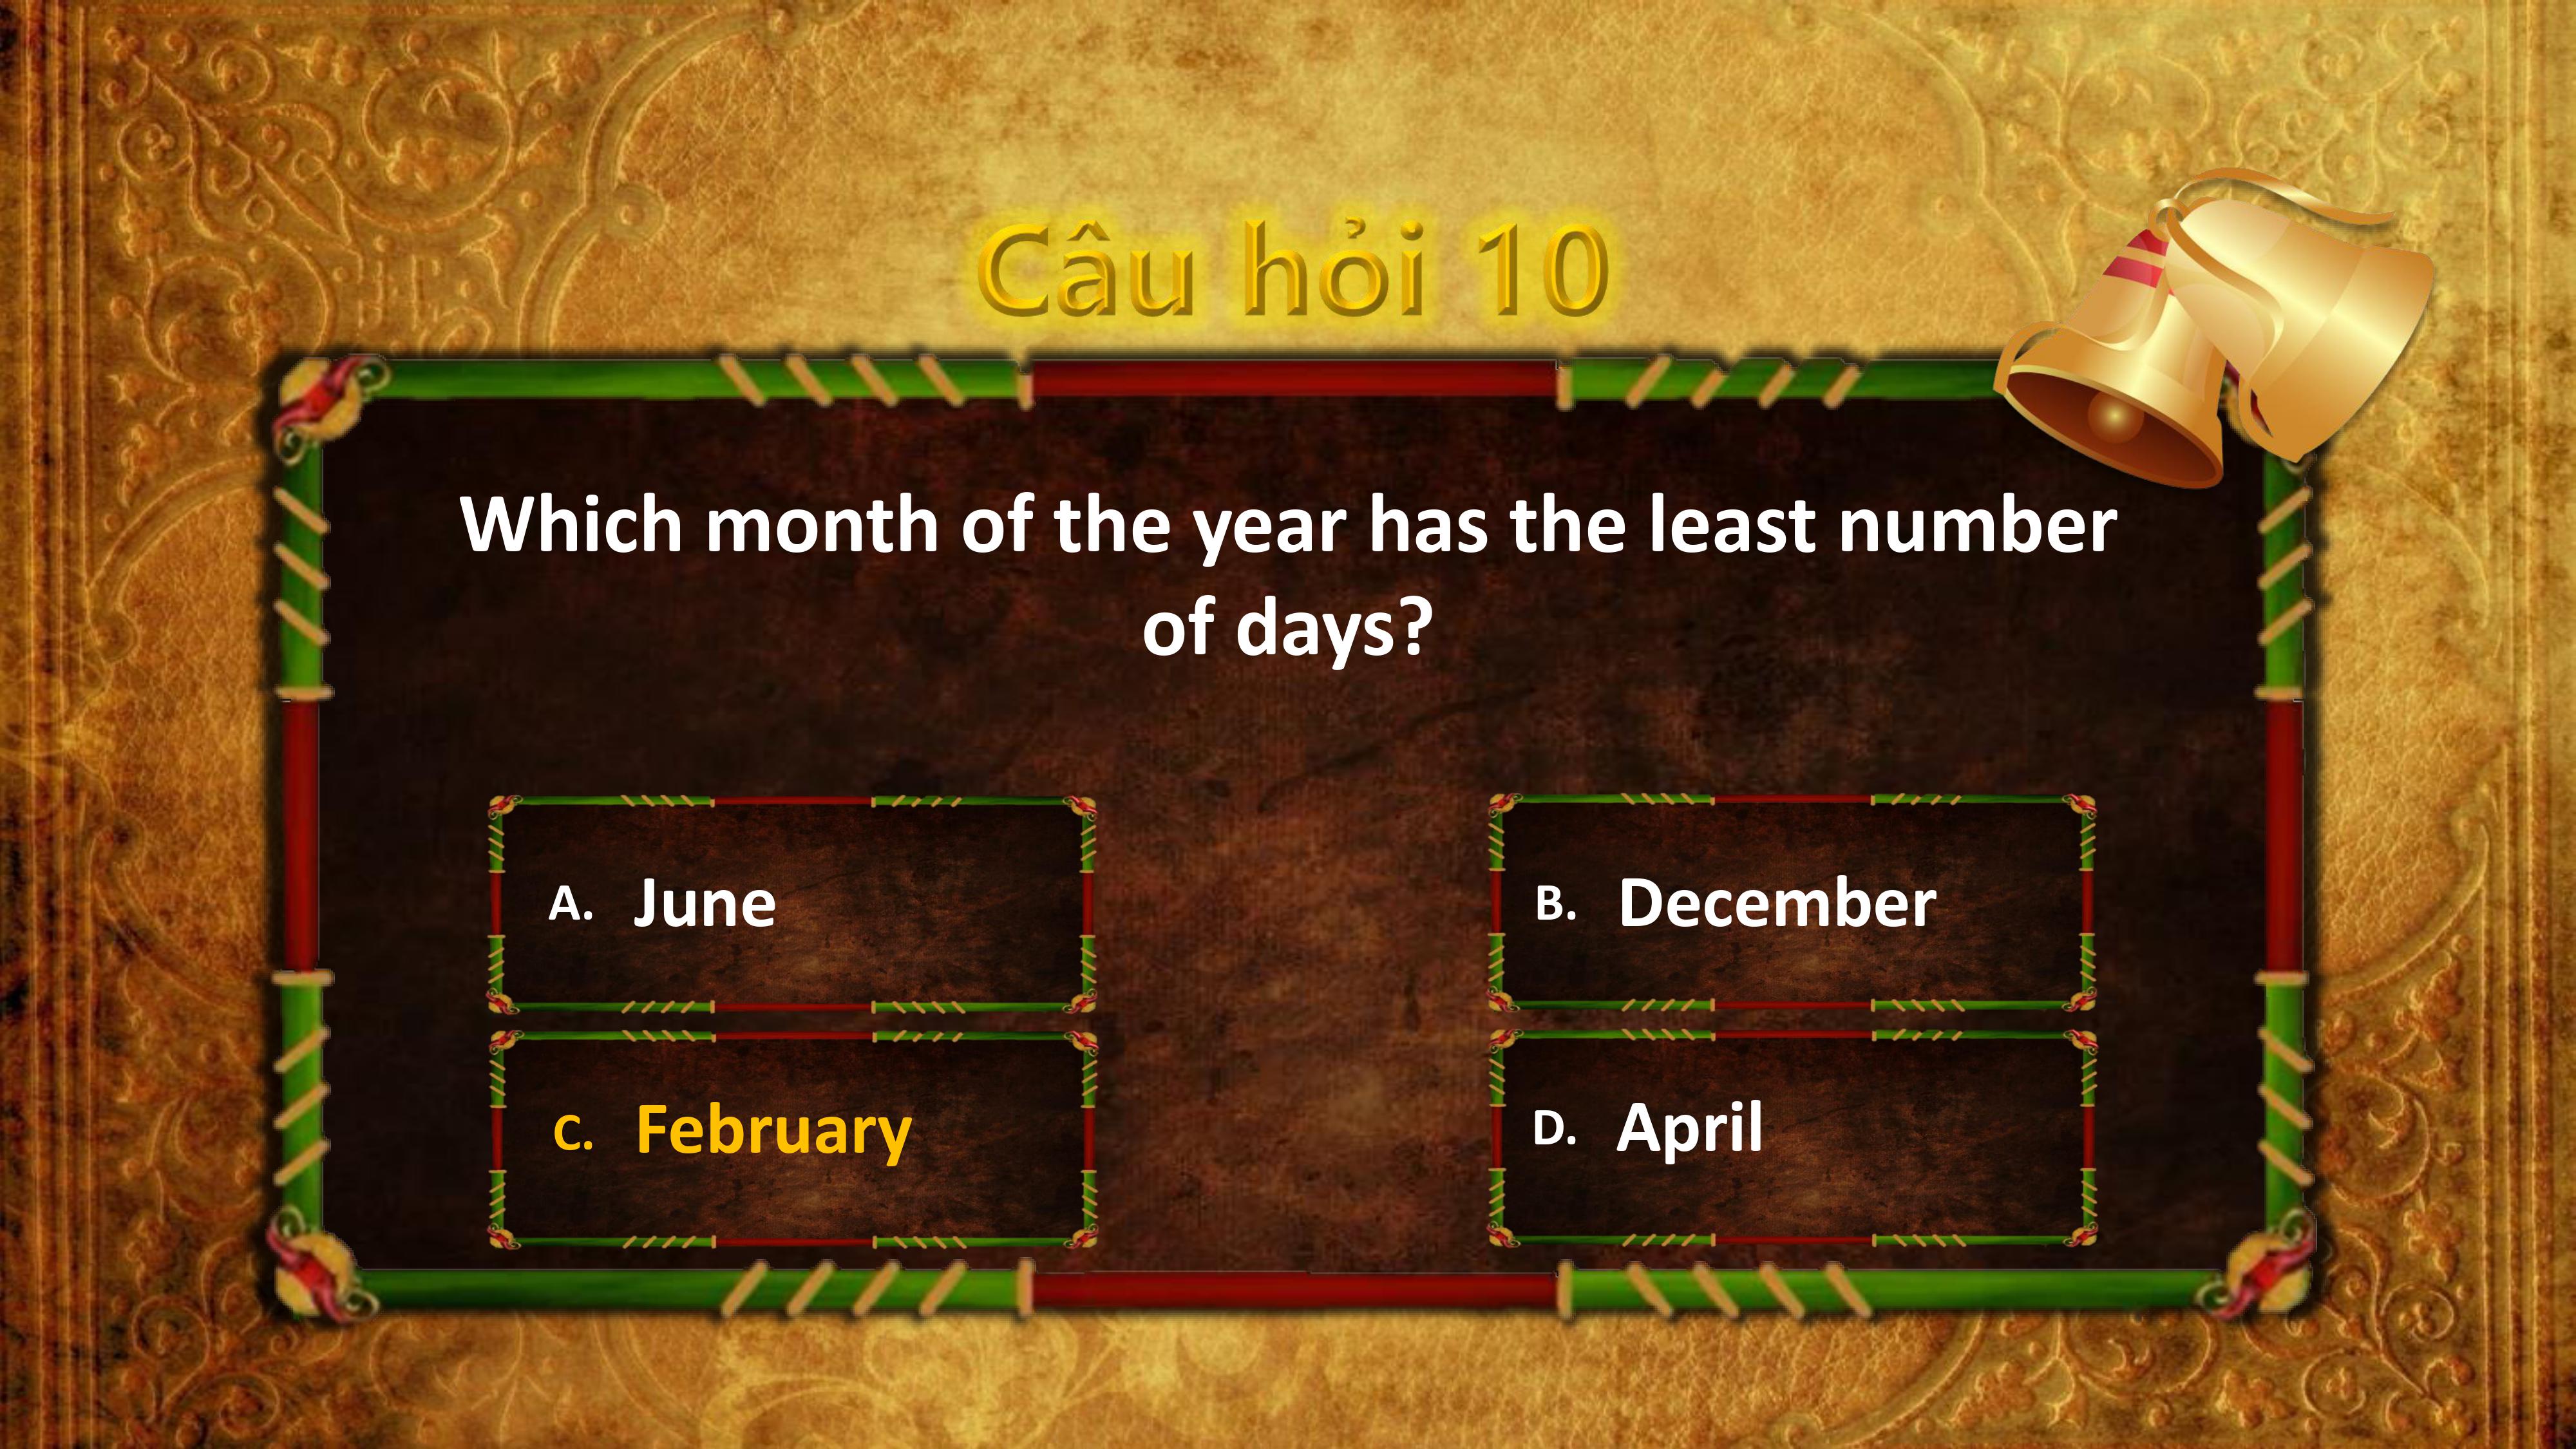 Câu hỏi 10
Which month of the year has the least number
of days?
A. June
B. December
C. February
D. April